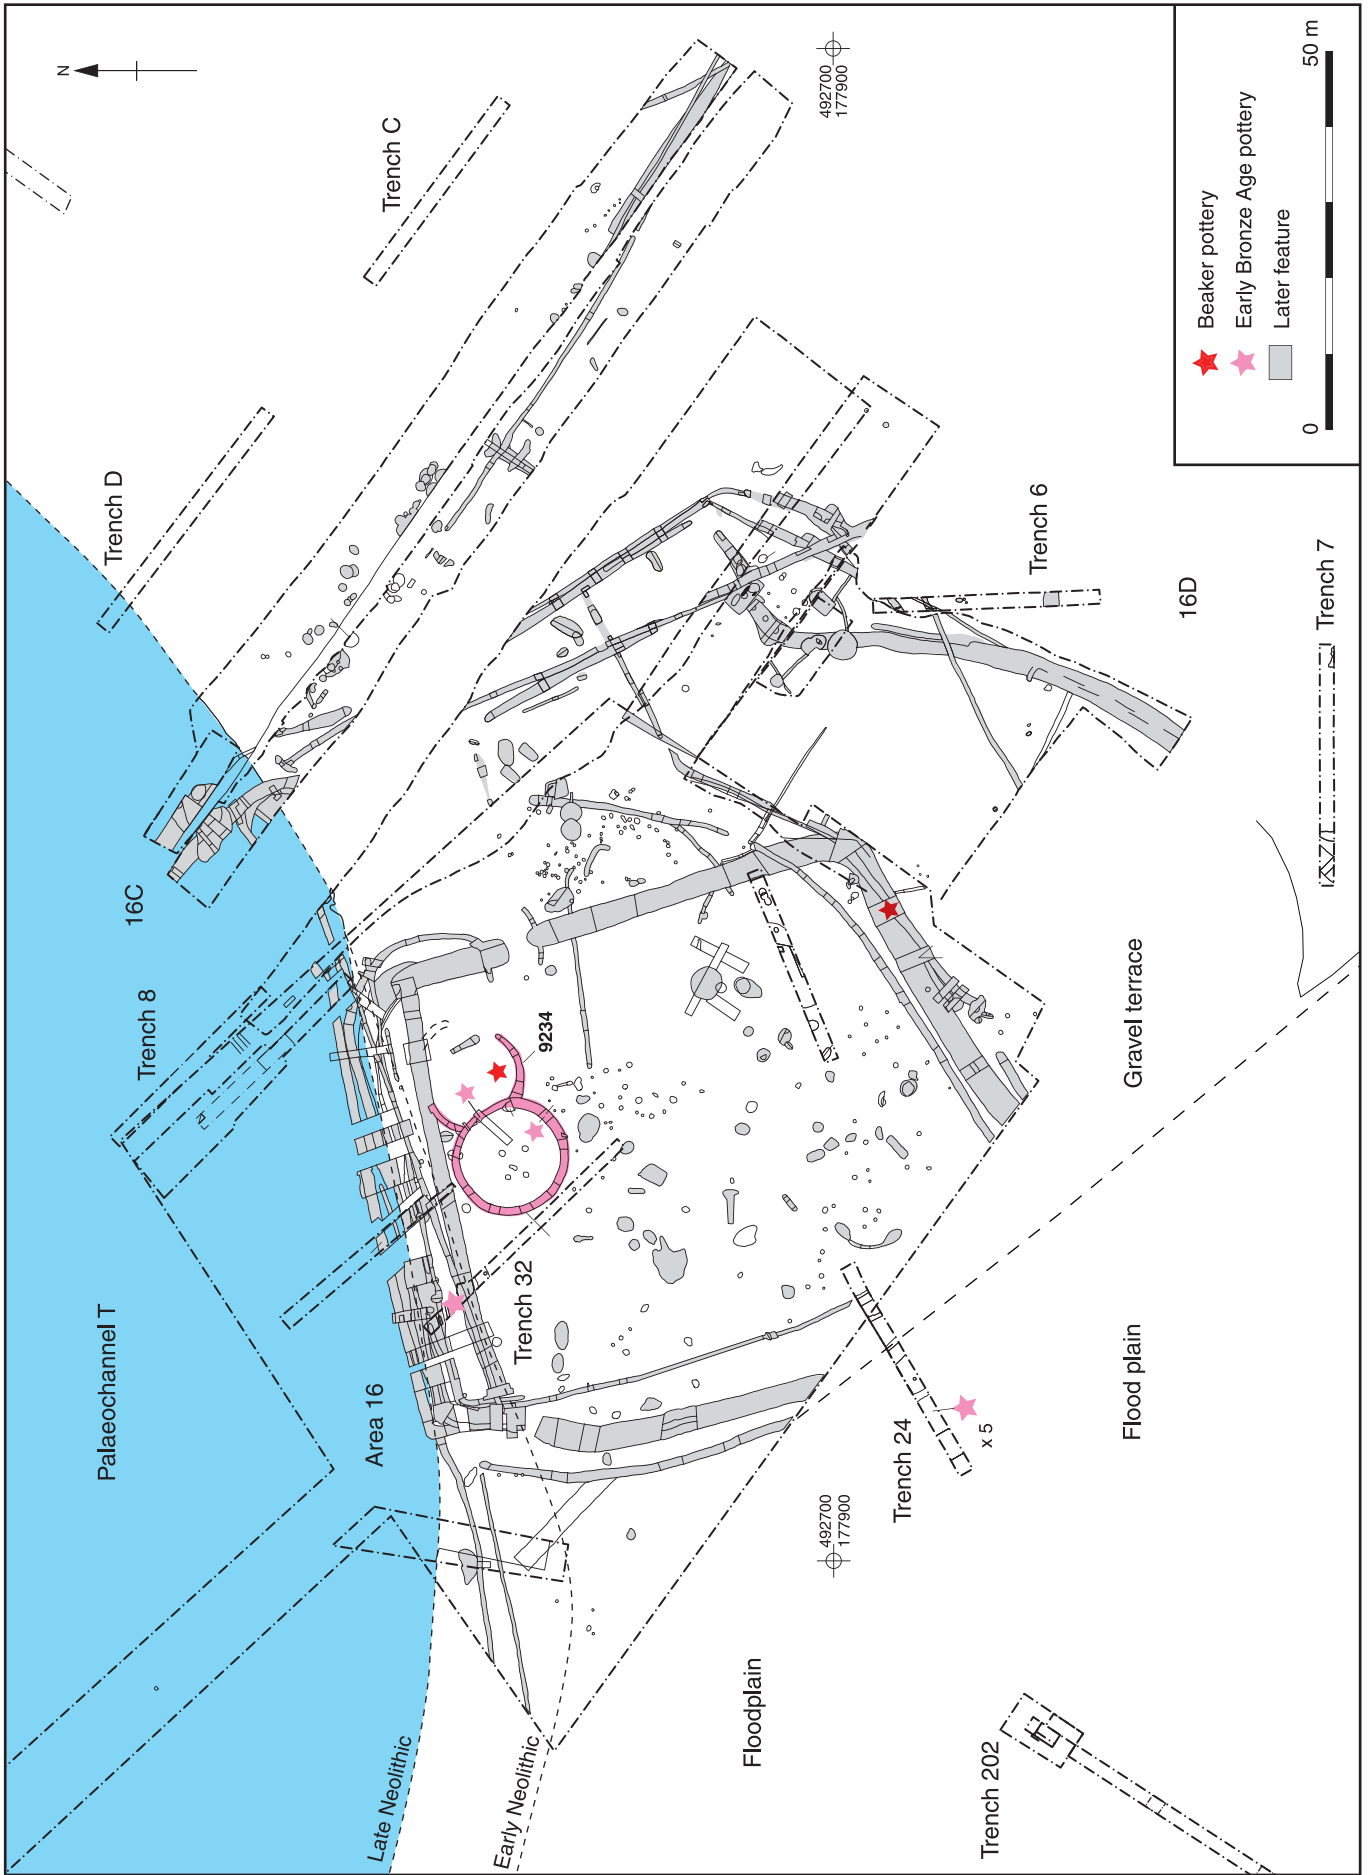 N
Trench C
492700
177900
50 m
Beaker pottery
Early Bronze Age pottery
Later feature
0
Trench D
16C
Trench 8
Trench 6
16D
Trench 7
9234
Gravel terrace
Palaeochannel T
Area 16
Trench 32
Trench 24
x 5
Flood plain
492700
177900
Late Neolithic
Early Neolithic
Floodplain
Trench 202